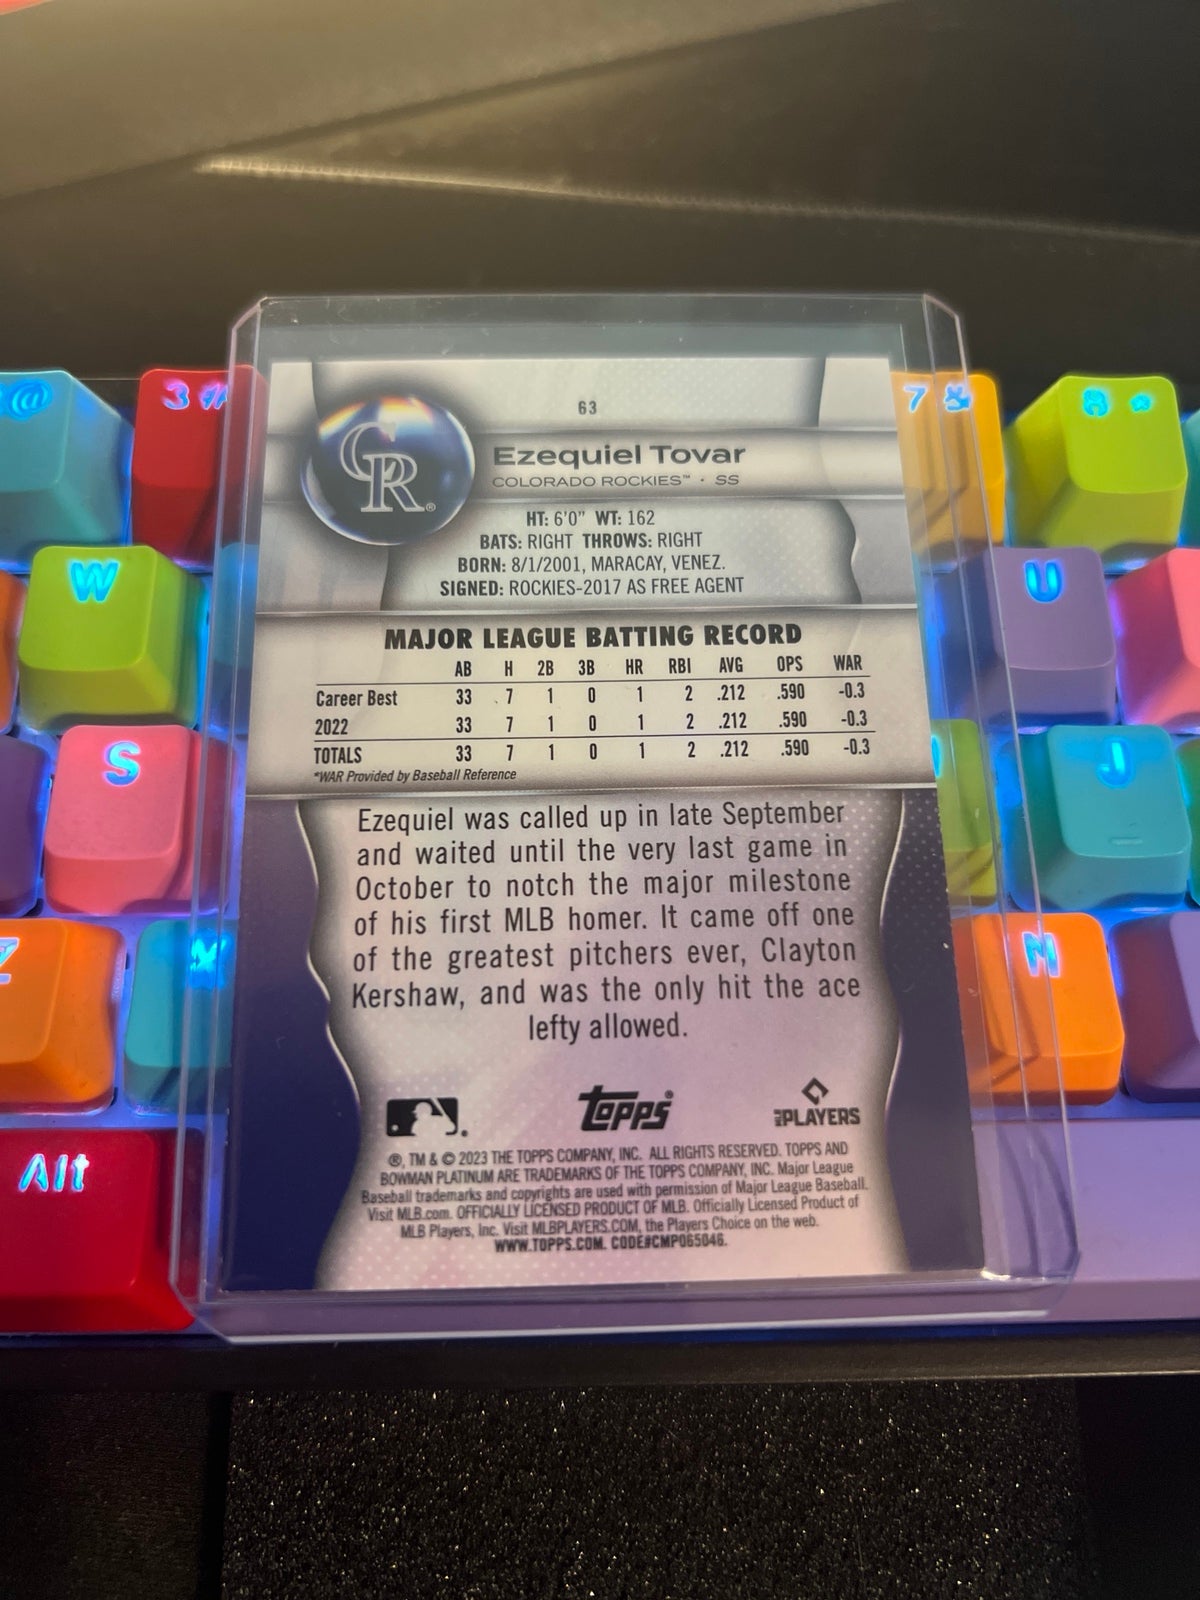 @
3 #
7 &
8 *
W
U
S
J
Z
X
M
Alt
63
CR®
Ezequiel Tovar
COLORADO ROCKIES™ · SS
HT: 6'0" WT: 162
BATS: RIGHT THROWS: RIGHT
BORN: 8/1/2001, MARACAY, VENEZ.
SIGNED: ROCKIES-2017 AS FREE AGENT
MAJOR LEAGUE BATTING RECORD
AB H 2B 3B HR RBI AVG OPS WAR
Career Best 33 7 1 0 1 2 .212 .590 -0.3
2022 33 7 1 0 1 2 .212 .590 -0.3
TOTALS 33 7 1 0 1 2 .212 .590 -0.3
*WAR Provided by Baseball Reference
Ezequiel was called up in late September
and waited until the very last game in
October to notch the major milestone
of his first MLB homer. It came off one
of the greatest pitchers ever, Clayton
Kershaw, and was the only hit the ace
lefty allowed.
Topps®
MLB PLAYERS
®, TM & © 2023 THE TOPPS COMPANY, INC. ALL RIGHTS RESERVED. TOPPS AND
BOWMAN PLATINUM ARE TRADEMARKS OF THE TOPPS COMPANY, INC. Major League
Baseball trademarks and copyrights are used with permission of Major League Baseball.
Visit MLB.com. OFFICIALLY LICENSED PRODUCT OF MLB. Officially Licensed Product of
MLB Players, Inc. Visit MLBPLAYERS.COM, the Players Choice on the web.
WWW.TOPPS.COM. CODE#CMP065046.